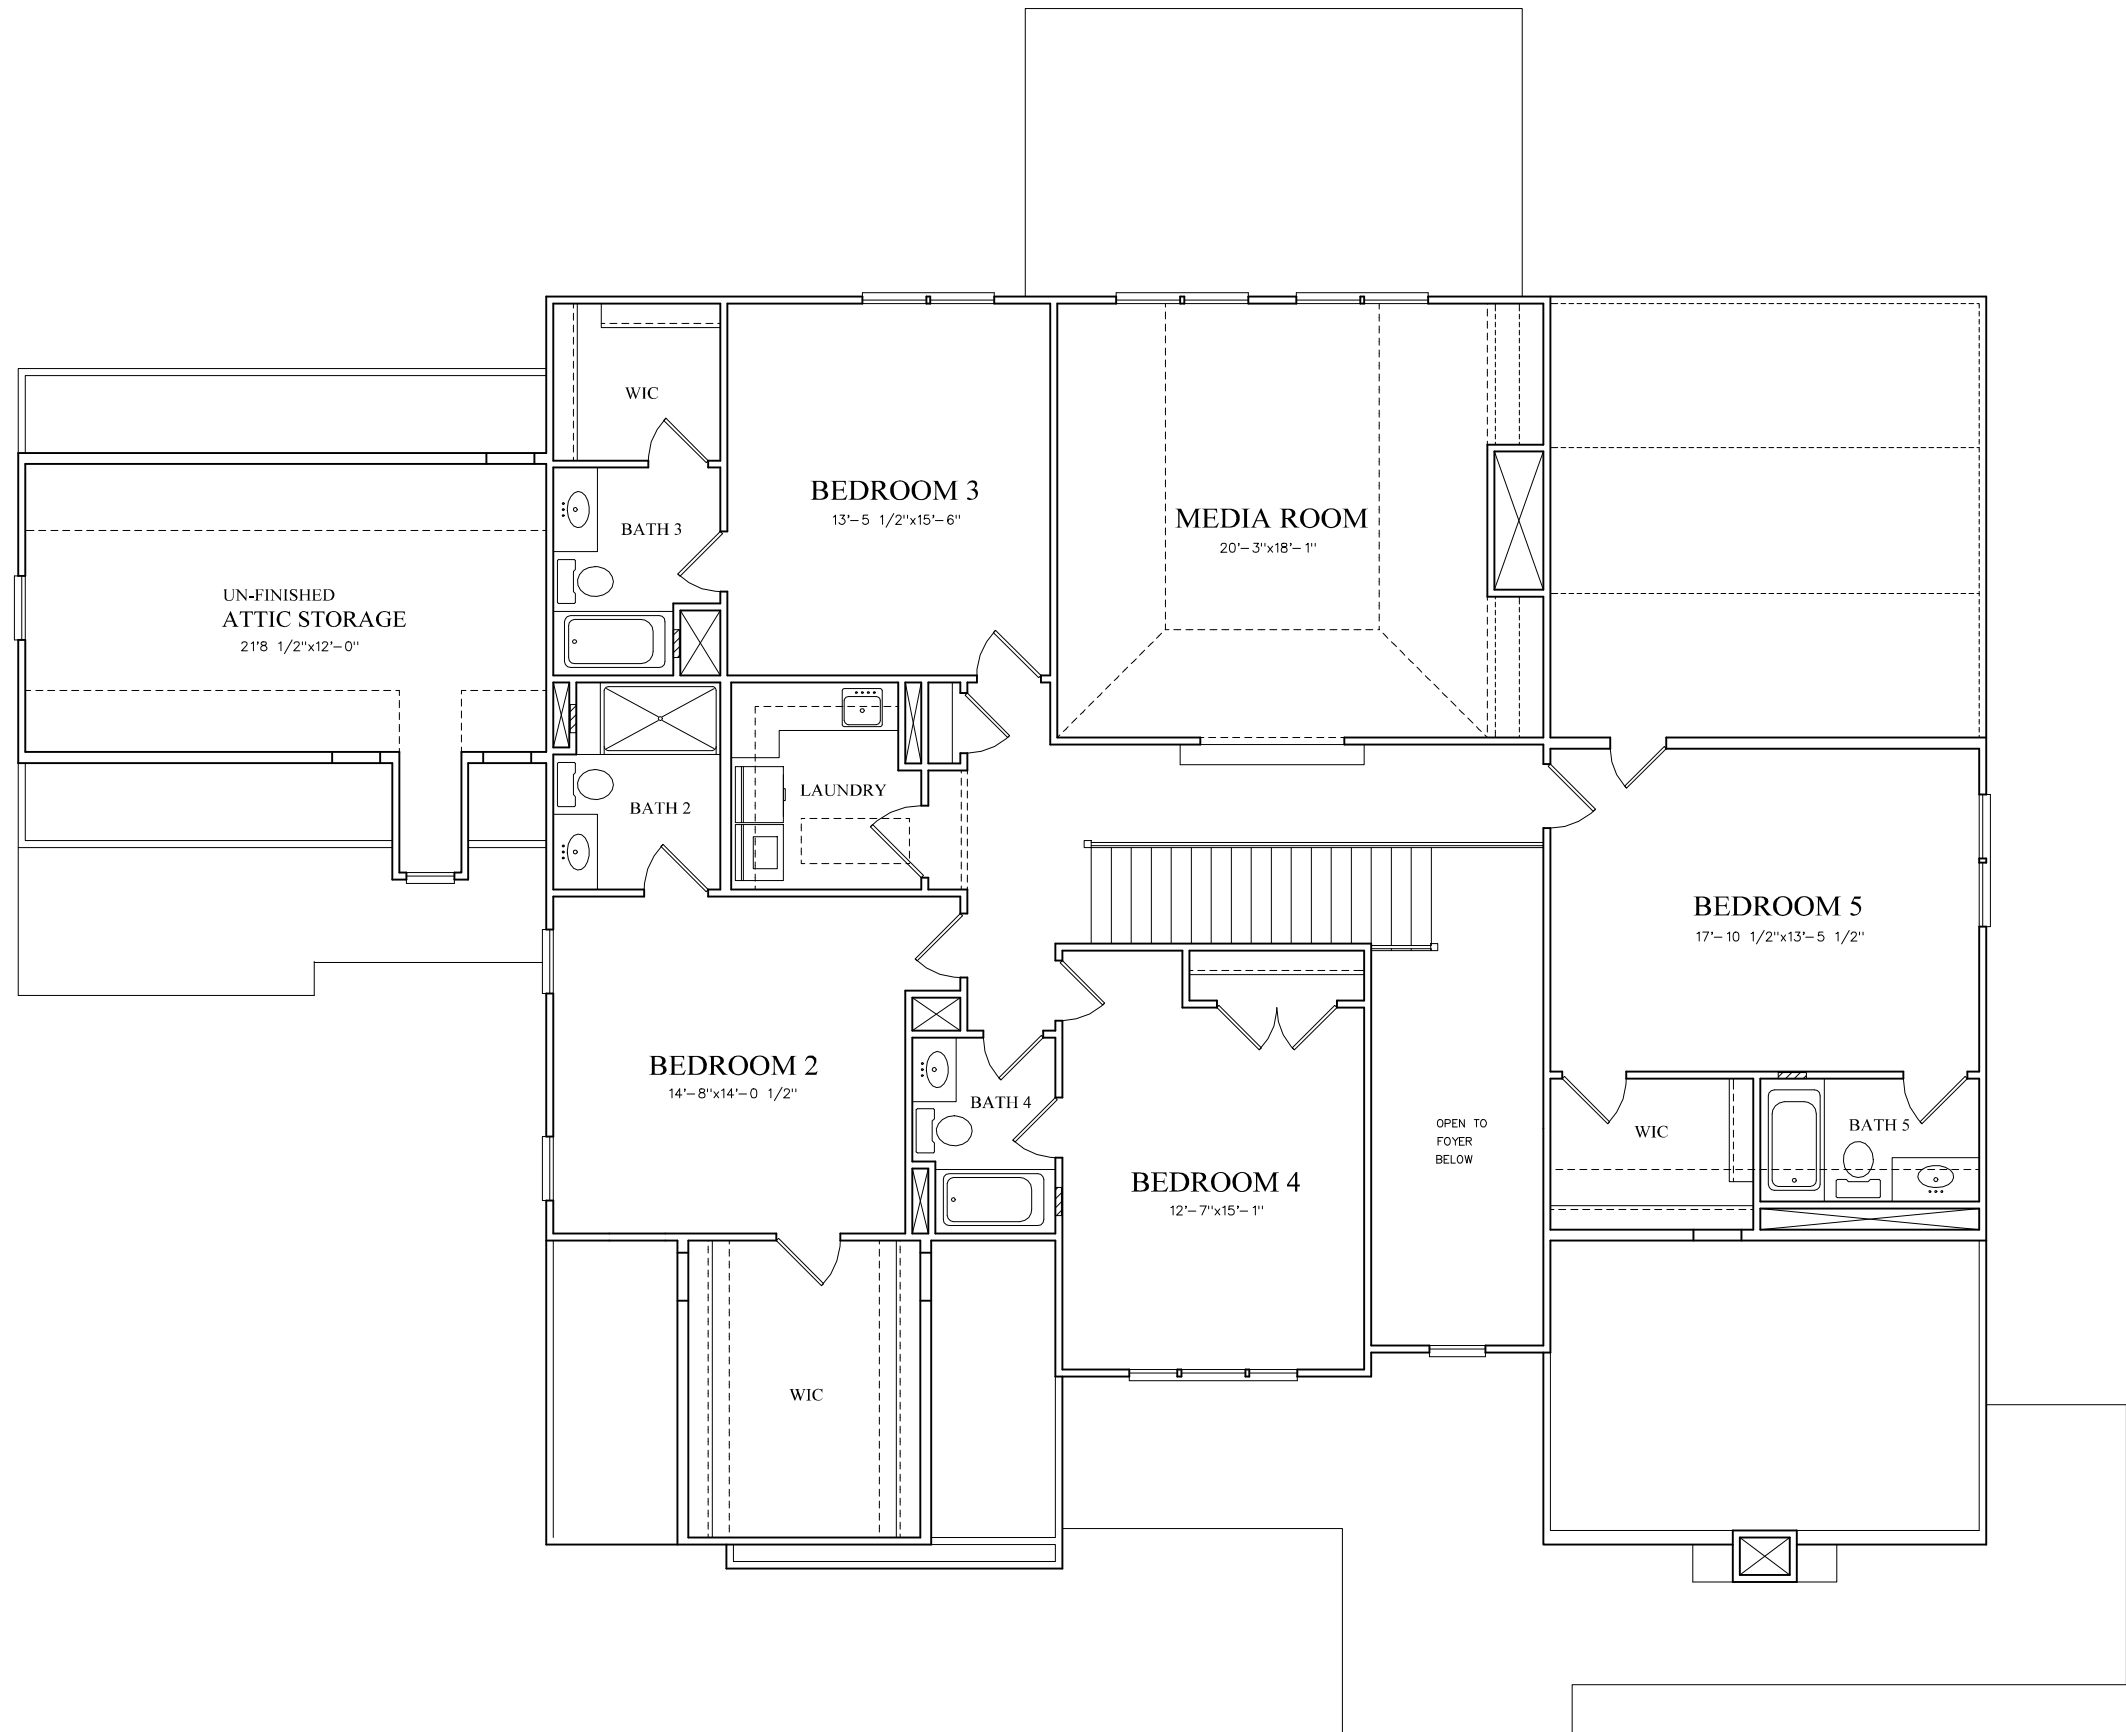 WIC
BEDROOM 3
13'-5 1/2"x15'-6"
MEDIA ROOM
20'-3"x18'-1"
BATH 3
UN-FINISHED
ATTIC STORAGE
21'8 1/2"x12'-0"
LAUNDRY
BATH 2
BEDROOM 5
17'-10 1/2"x13'-5 1/2"
BEDROOM 2
14'-8"x14'-0 1/2"
BATH 4
OPEN TO
FOYER
BELOW
WIC
BATH 5
BEDROOM 4
12'-7"x15'-1"
WIC